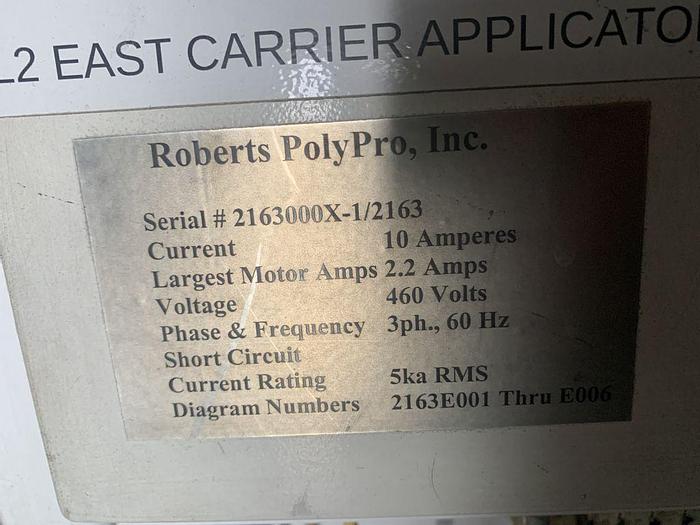 L2 EAST CARRIER APPLICATO
Roberts PolyPro, Inc.
Serial # 2163000X-1/2163
Current 10 Amperes
Largest Motor Amps 2.2 Amps
Voltage 460 Volts
Phase & Frequency 3ph., 60 Hz
Short Circuit
Current Rating 5ka RMS
Diagram Numbers 2163E001 Thru E006